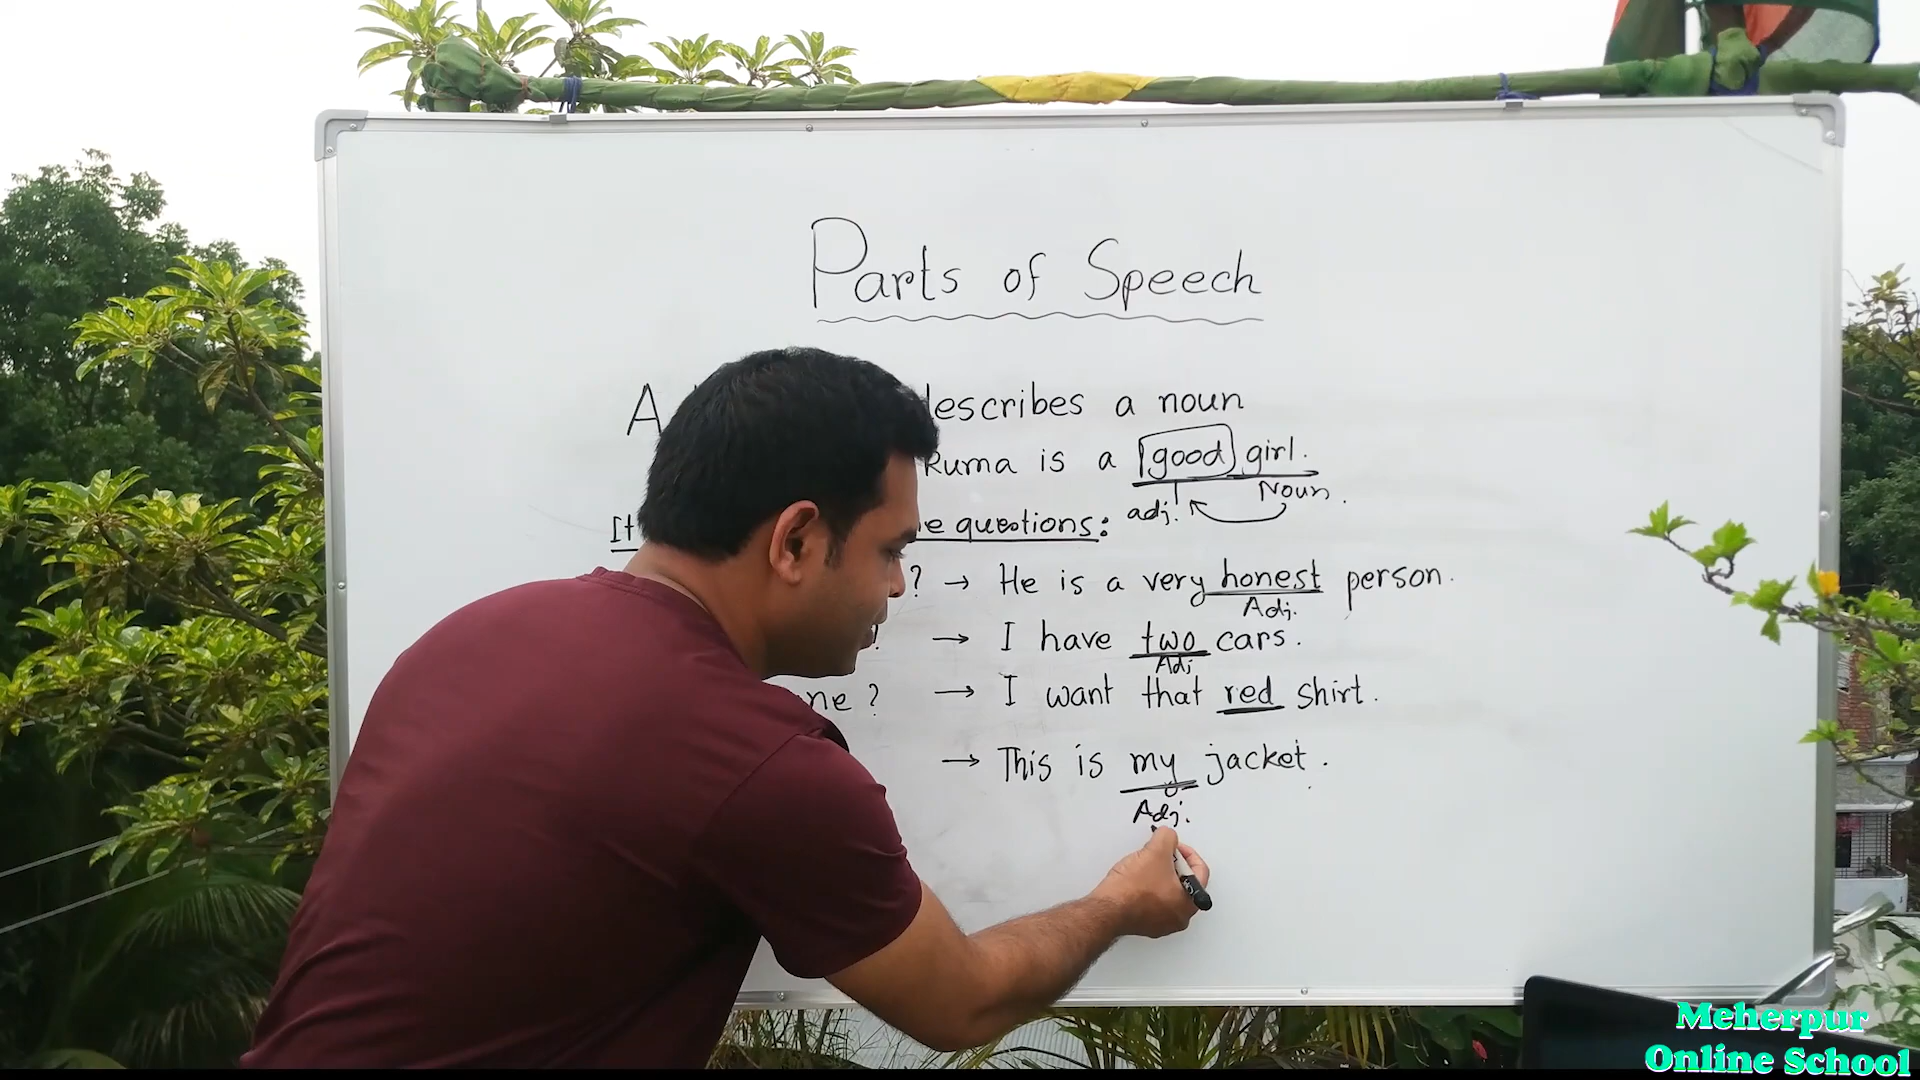 Parts of Speech
A describes a noun
Ruma is a good girl.
adj. Noun.
It questions:
? → He is a very honest person.
Adj.
→ I have two cars.
Adj
? → I want that red shirt.
→ This is my jacket.
Adj.
Meherpur
Online School